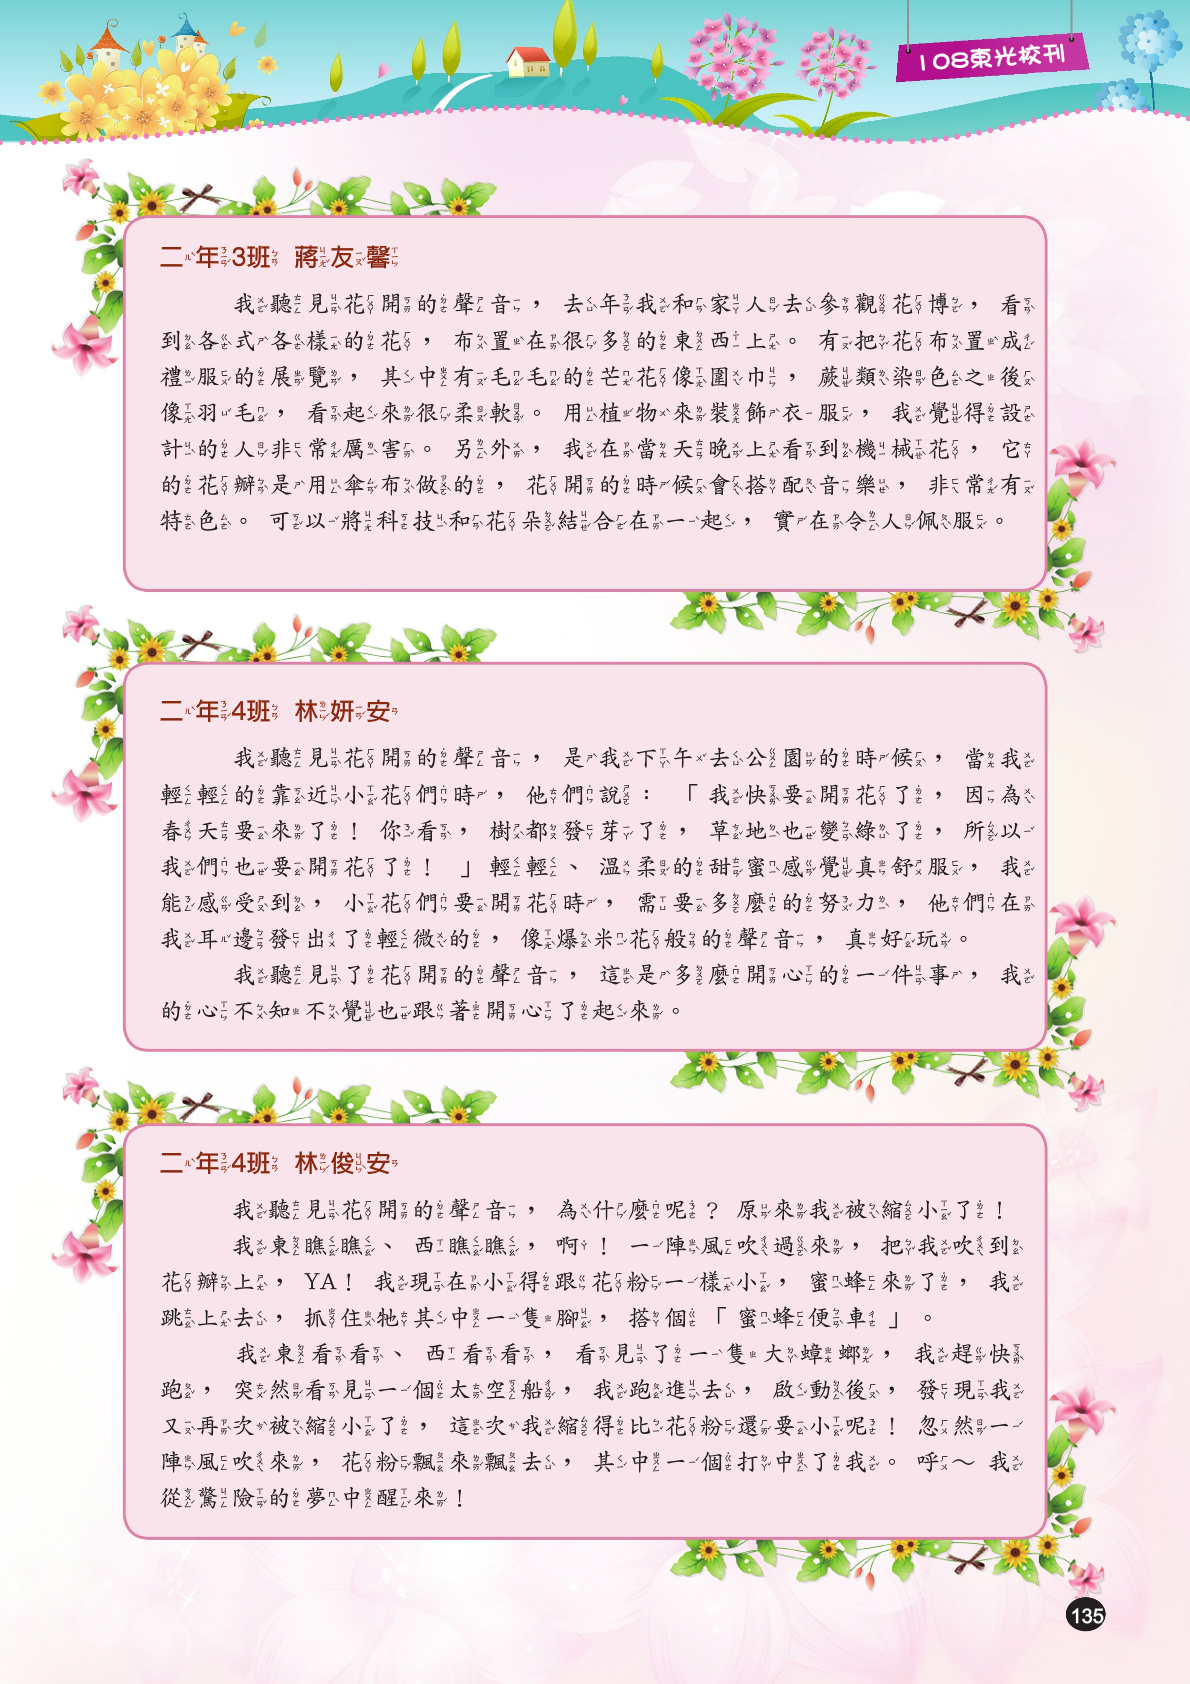 108東光校刊
二年3班 蔣友馨
我聽見花開的聲音，去年我和家人去參觀花博，看
到各式各樣的花，布置在很多的東西上。有把花布置成
禮服的展覽，其中有毛毛的芒花像圍巾，蕨類染色之後
像羽毛，看起來很柔軟。用植物來裝飾衣服，我覺得設
計的人非常厲害。另外，我在當天晚上看到機械花，它
的花瓣是用傘布做的，花開的時候會搭配音樂，非常有
特色。可以將科技和花朵結合在一起，實在令人佩服。
二年4班 林妍安
我聽見花開的聲音，是我下午去公園的時候，當我
輕輕的靠近小花們時，他們說：「我快要開花了，因為
春天要來了！你看，樹都發芽了，草地也變綠了，所以
我們也要開花了！」輕輕、溫柔的甜蜜感覺真舒服，我
能感受到，小花們要開花時，需要多麼的努力，他們在
我耳邊發出了輕微的，像爆米花般的聲音，真好玩。
我聽見了花開的聲音，這是多麼開心的一件事，我
的心不知不覺也跟著開心了起來。
二年4班 林俊安
我聽見花開的聲音，為什麼呢？原來我被縮小了！
我東瞧瞧、西瞧瞧，啊！一陣風吹過來，把我吹到
花瓣上，YA！我現在小得跟花粉一樣小，蜜蜂來了，我
跳上去，抓住牠其中一隻腳，搭個「蜜蜂便車」。
我東看看、西看看，看見了一隻大蟑螂，我趕快
跑，突然看見一個太空船，我跑進去，啟動後，發現我
又再次被縮小了，這次我縮得比花粉還要小呢！忽然一
陣風吹來，花粉飄來飄去，其中一個打中了我。呼～我
從驚險的夢中醒來！
135